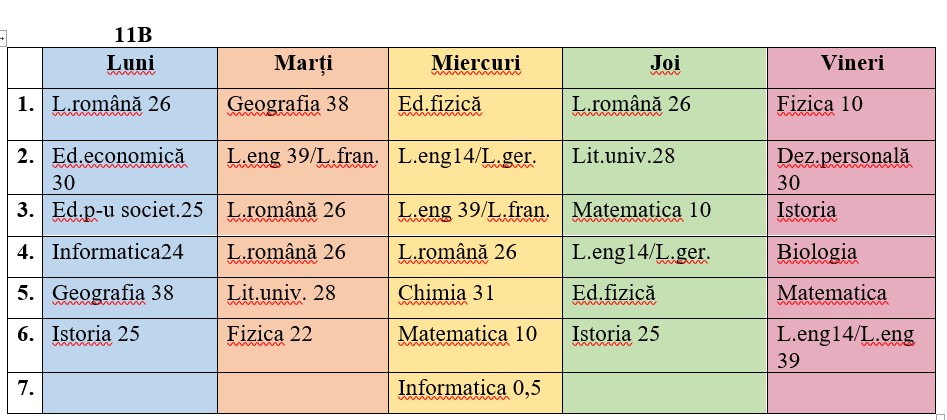 11B
Luni Marți Miercuri Joi Vineri
1. L.română 26 Geografia 38 Ed.fizică L.română 26 Fizica 10
2. Ed.economică 30 L.eng 39/L.fran. L.eng14/L.ger. Lit.univ.28 Dez.personală 30
3. Ed.p-u societ.25 L.română 26 L.eng 39/L.fran. Matematica 10 Istoria
4. Informatica24 L.română 26 L.română 26 L.eng14/L.ger. Biologia
5. Geografia 38 Lit.univ. 28 Chimia 31 Ed.fizică Matematica
6. Istoria 25 Fizica 22 Matematica 10 Istoria 25 L.eng14/L.eng 39
7. Informatica 0,5